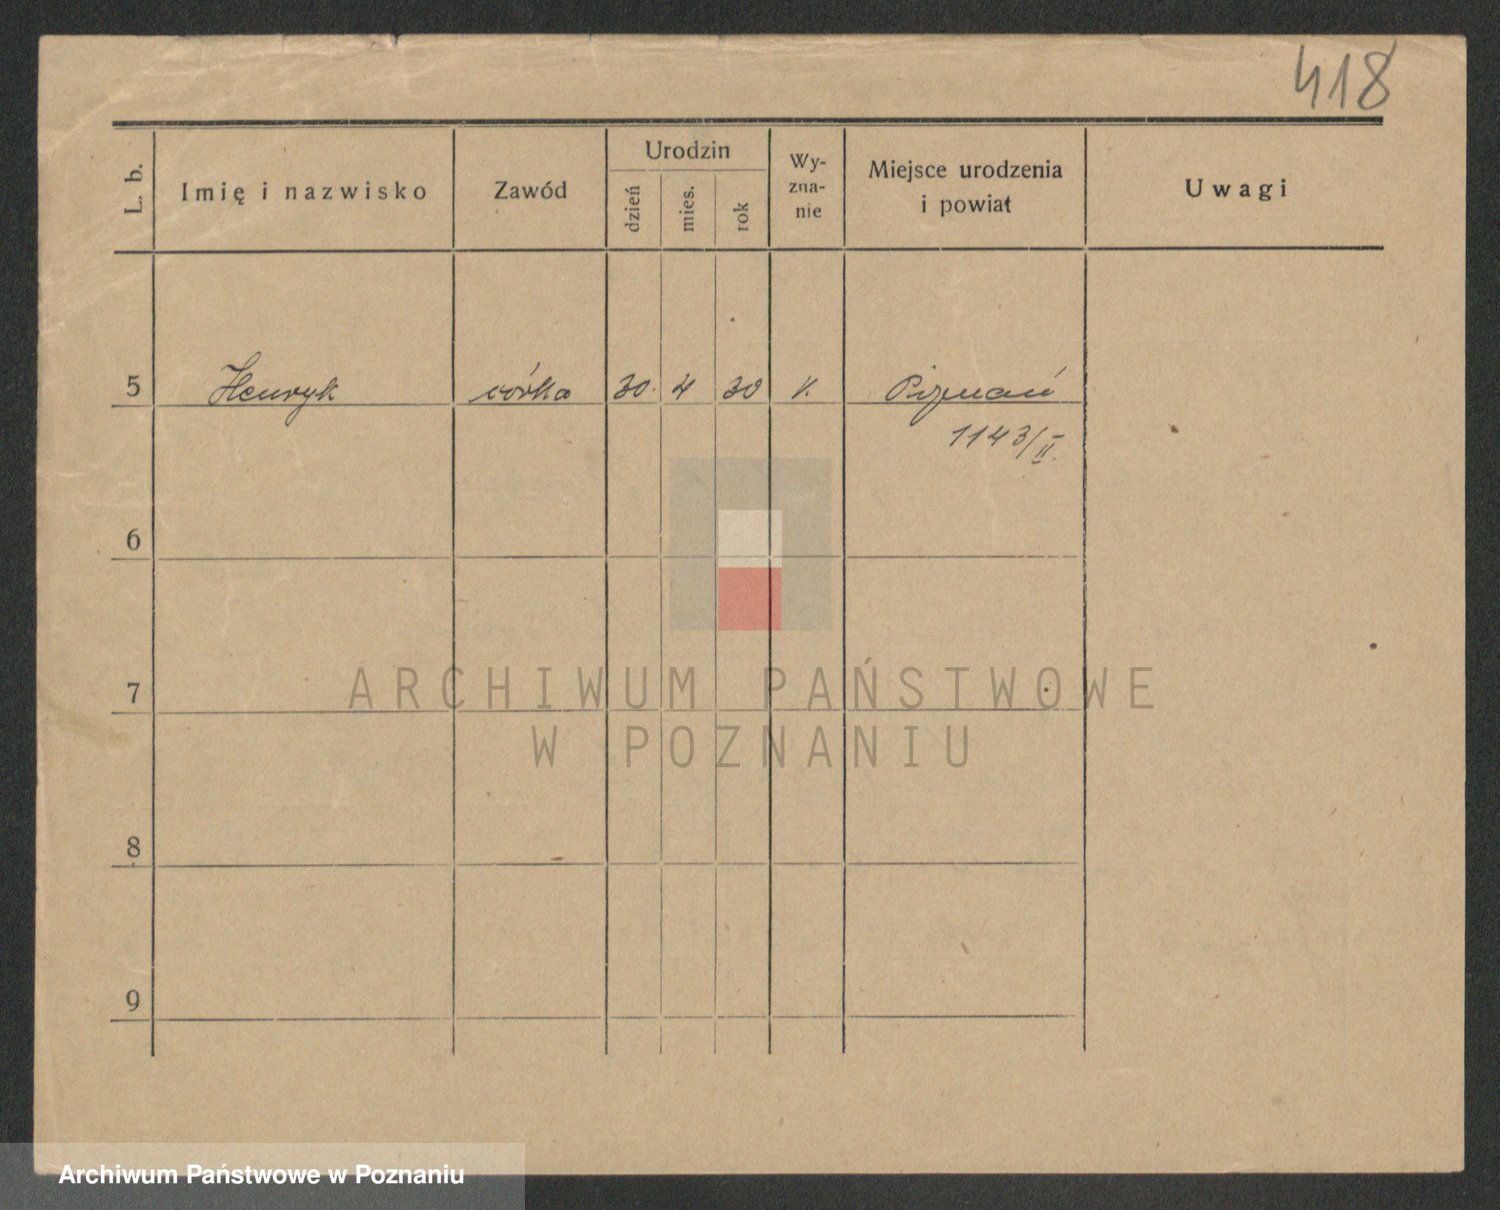 418
L. b.
Imię i nazwisko
Zawód
Urodzin
dzień
mies.
rok
Wy-
zna-
nie
Miejsce urodzenia
i powiat
Uwagi
5 Henryk córka 30. 4 30 k. Poznań
1143/II.
6
7
8
9
ARCHIWUM PAŃSTWOWE
W POZNANIU
Archiwum Państwowe w Poznaniu